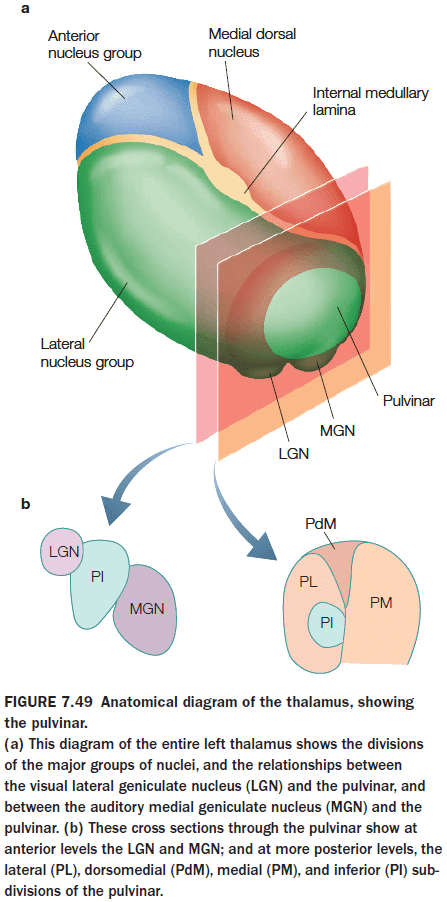 a
Anterior
nucleus group
Medial dorsal
nucleus
Internal medullary
lamina
Lateral
nucleus group
Pulvinar
MGN
LGN
b
LGN
PI
MGN
PdM
PL
PI
PM
FIGURE 7.49 Anatomical diagram of the thalamus, showing
the pulvinar.
(a) This diagram of the entire left thalamus shows the divisions
of the major groups of nuclei, and the relationships between
the visual lateral geniculate nucleus (LGN) and the pulvinar, and
between the auditory medial geniculate nucleus (MGN) and the
pulvinar. (b) These cross sections through the pulvinar show at
anterior levels the LGN and MGN; and at more posterior levels, the
lateral (PL), dorsomedial (PdM), medial (PM), and inferior (PI) sub-
divisions of the pulvinar.